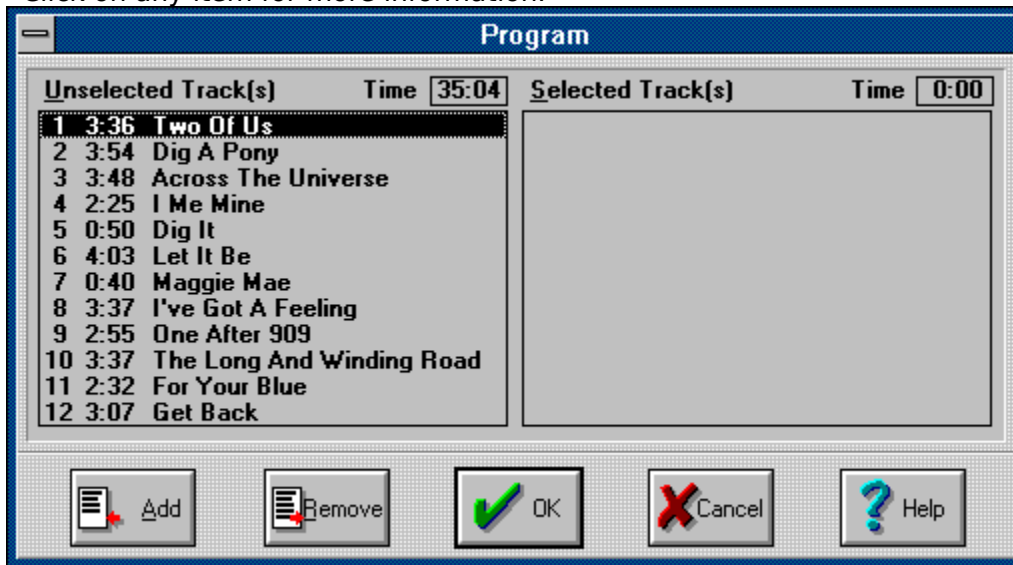 Click on any item for more information.
Program
Unselected Track(s) Time 35:04 Selected Track(s) Time 0:00
1 3:36 Two Of Us
2 3:54 Dig A Pony
3 3:48 Across The Universe
4 2:25 I Me Mine
5 0:50 Dig It
6 4:03 Let It Be
7 0:40 Maggie Mae
8 3:37 I've Got A Feeling
9 2:55 One After 909
10 3:37 The Long And Winding Road
11 2:32 For Your Blue
12 3:07 Get Back
Add Remove OK Cancel Help